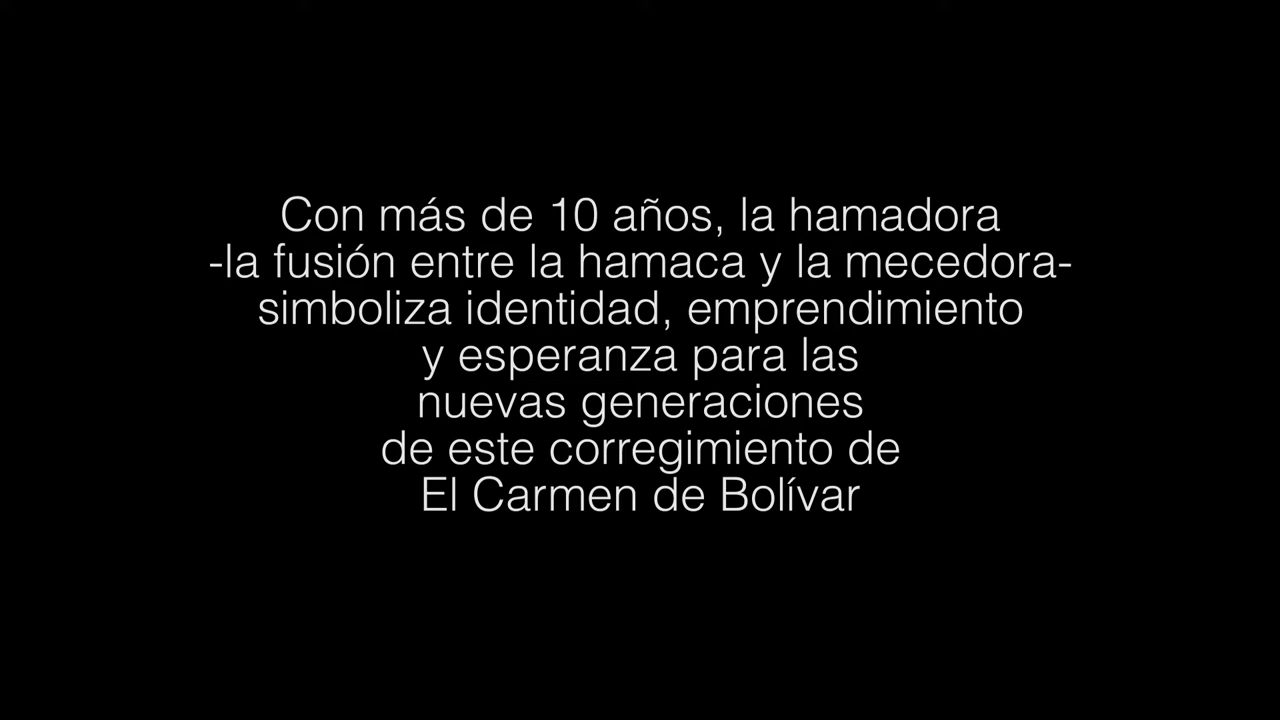 Con más de 10 años, la hamadora
-la fusión entre la hamaca y la mecedora-
simboliza identidad, emprendimiento
y esperanza para las
nuevas generaciones
de este corregimiento de
El Carmen de Bolívar